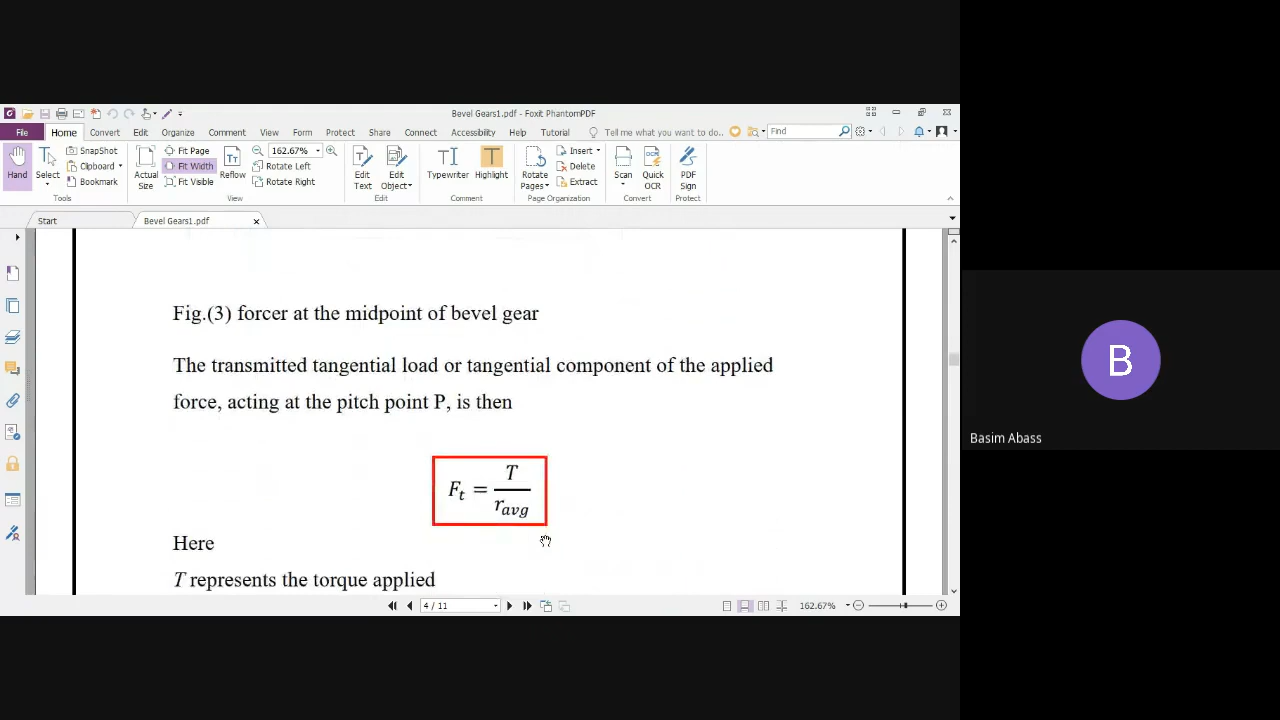 Bevel Gears1.pdf - Foxit PhantomPDF
File Home Convert Edit Organize Comment View Form Protect Share Connect Accessibility Help Tutorial Tell me what you want to do.. Find
Hand
Select
SnapShot
Clipboard
Bookmark
Tools
Actual Size
Fit Page
Fit Width
Fit Visible
Reflow
162.67%
Rotate Left
Rotate Right
View
Edit Text
Edit Object
Edit
Typewriter
Highlight
Comment
Rotate Pages
Insert
Delete
Extract
Page Organization
Scan
OCR
Quick OCR
Convert
PDF Sign
Protect
Start
Bevel Gears1.pdf
Fig.(3) forcer at the midpoint of bevel gear
The transmitted tangential load or tangential component of the applied
force, acting at the pitch point P, is then
F_t = T / r_avg
Here
T represents the torque applied
4 / 11
162.67%
B
Basim Abass